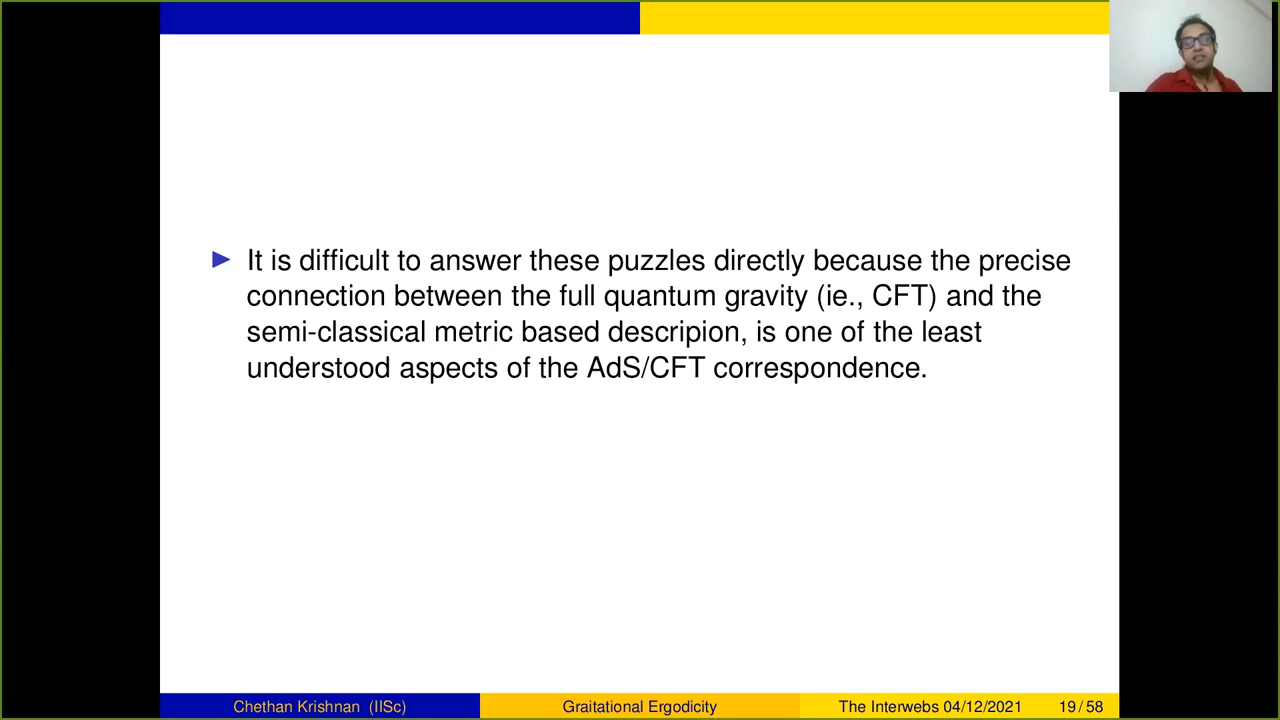 ▶ It is difficult to answer these puzzles directly because the precise
connection between the full quantum gravity (ie., CFT) and the
semi-classical metric based descripion, is one of the least
understood aspects of the AdS/CFT correspondence.
Chethan Krishnan (IISc) Graitational Ergodicity The Interwebs 04/12/2021 19 / 58